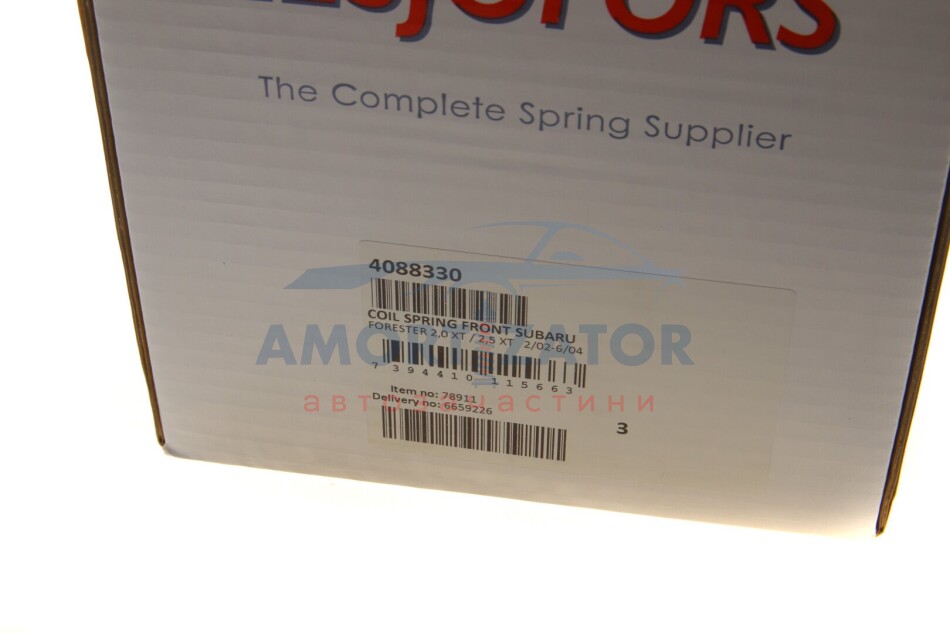 The Complete Spring Supplier
4088330
COIL SPRING FRONT SUBARU
FORESTER 2,0 XT / 2,5 XT 2/02-6/04
AMORTIZATOR
7 394410 115663
Item no: 78911
Delivery no: 6659226
автозапчастини
3